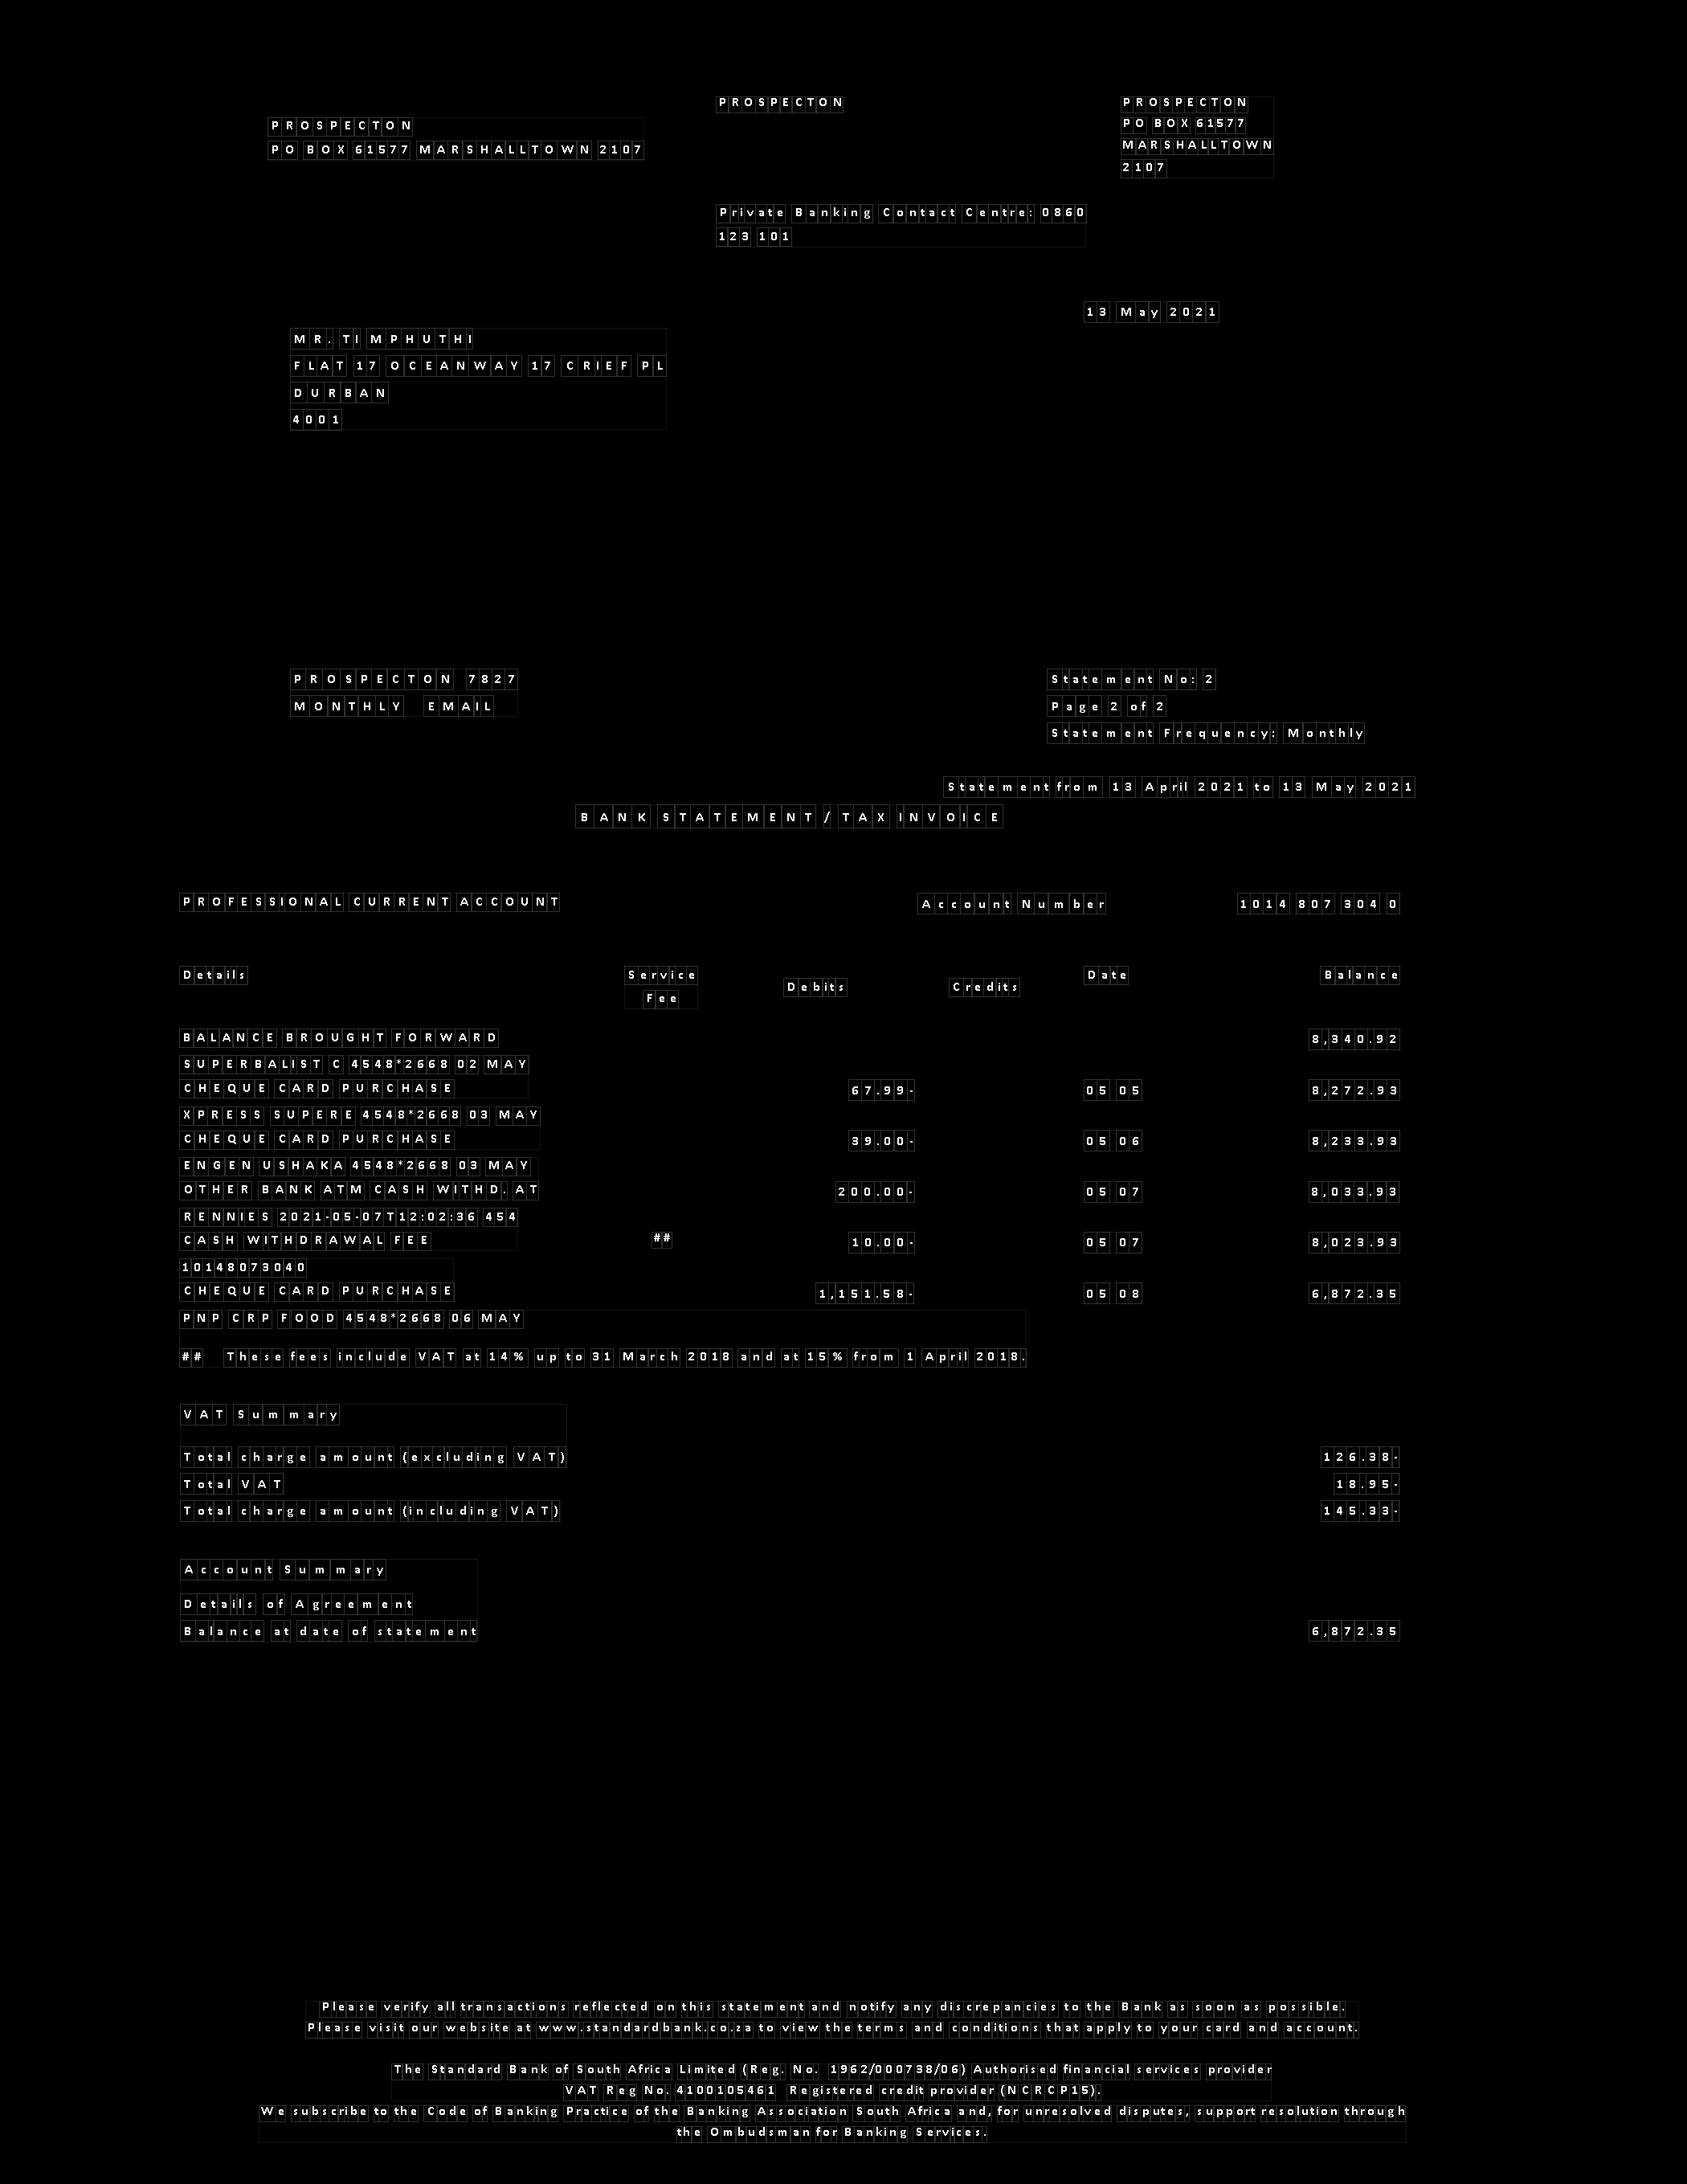 PROSPECTON
PO BOX 61577 MARSHALLTOWN 2107
PROSPECTON
PROSPECTON
PO BOX 61577
MARSHALLTOWN
2107
Private Banking Contact Centre: 0860
123 101
13 May 2021
MR. TI MPHUTHI
FLAT 17 OCEANWAY 17 CRIEF PL
DURBAN
4001
PROSPECTON 7827
MONTHLY EMAIL
Statement No: 2
Page 2 of 2
Statement Frequency: Monthly
Statement from 13 April 2021 to 13 May 2021
BANK STATEMENT / TAX INVOICE
PROFESSIONAL CURRENT ACCOUNT Account Number 1014 807 304 0
Details Service Fee Debits Credits Date Balance
BALANCE BROUGHT FORWARD 8,340.92
SUPERBALIST C 4548*2668 02 MAY
CHEQUE CARD PURCHASE 67.99- 05 05 8,272.93
XPRESS SUPERE 4548*2668 03 MAY
CHEQUE CARD PURCHASE 39.00- 05 06 8,233.93
ENGEN USHAKA 4548*2668 03 MAY
OTHER BANK ATM CASH WITHD. AT 200.00- 05 07 8,033.93
RENNIES 2021-05-07T12:02:36 454
CASH WITHDRAWAL FEE ## 10.00- 05 07 8,023.93
10148073040
CHEQUE CARD PURCHASE 1,151.58- 05 08 6,872.35
PNP CRP FOOD 4548*2668 06 MAY
## These fees include VAT at 14% up to 31 March 2018 and at 15% from 1 April 2018.
VAT Summary
Total charge amount (excluding VAT) 126.38-
Total VAT 18.95-
Total charge amount (including VAT) 145.33-
Account Summary
Details of Agreement
Balance at date of statement 6,872.35
Please verify all transactions reflected on this statement and notify any discrepancies to the Bank as soon as possible.
Please visit our website at www.standardbank.co.za to view the terms and conditions that apply to your card and account.
The Standard Bank of South Africa Limited (Reg. No. 1962/000738/06) Authorised financial services provider
VAT Reg No. 4100105461 Registered credit provider (NCRCP15).
We subscribe to the Code of Banking Practice of the Banking Association South Africa and, for unresolved disputes, support resolution through
the Ombudsman for Banking Services.